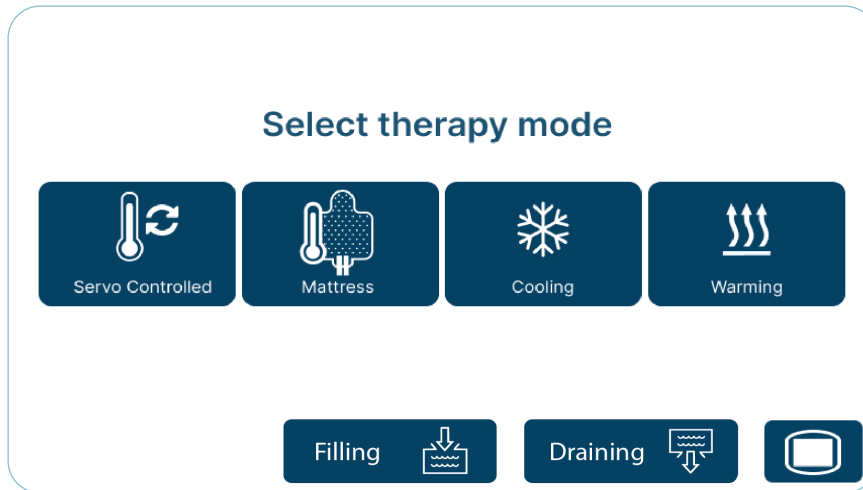 Select therapy mode
Servo Controlled
Mattress
Cooling
Warming
Filling
Draining